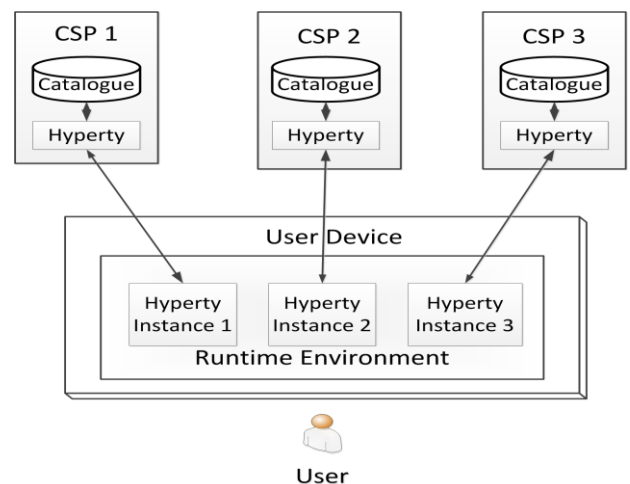 CSP 1
CSP 2
CSP 3
Catalogue
Catalogue
Catalogue
Hyperty
Hyperty
Hyperty
User Device
Hyperty
Instance 1
Hyperty
Instance 2
Hyperty
Instance 3
Runtime Environment
User